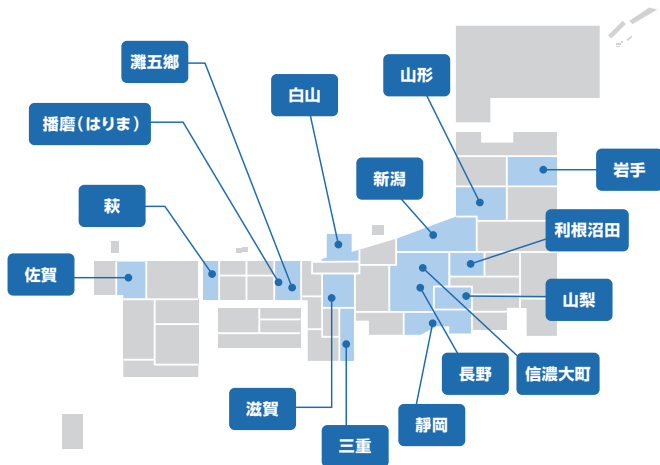 灘五郷
山形
白山
播磨（はりま）
岩手
新潟
萩
利根沼田
佐賀
山梨
長野
信濃大町
滋賀
静岡
三重